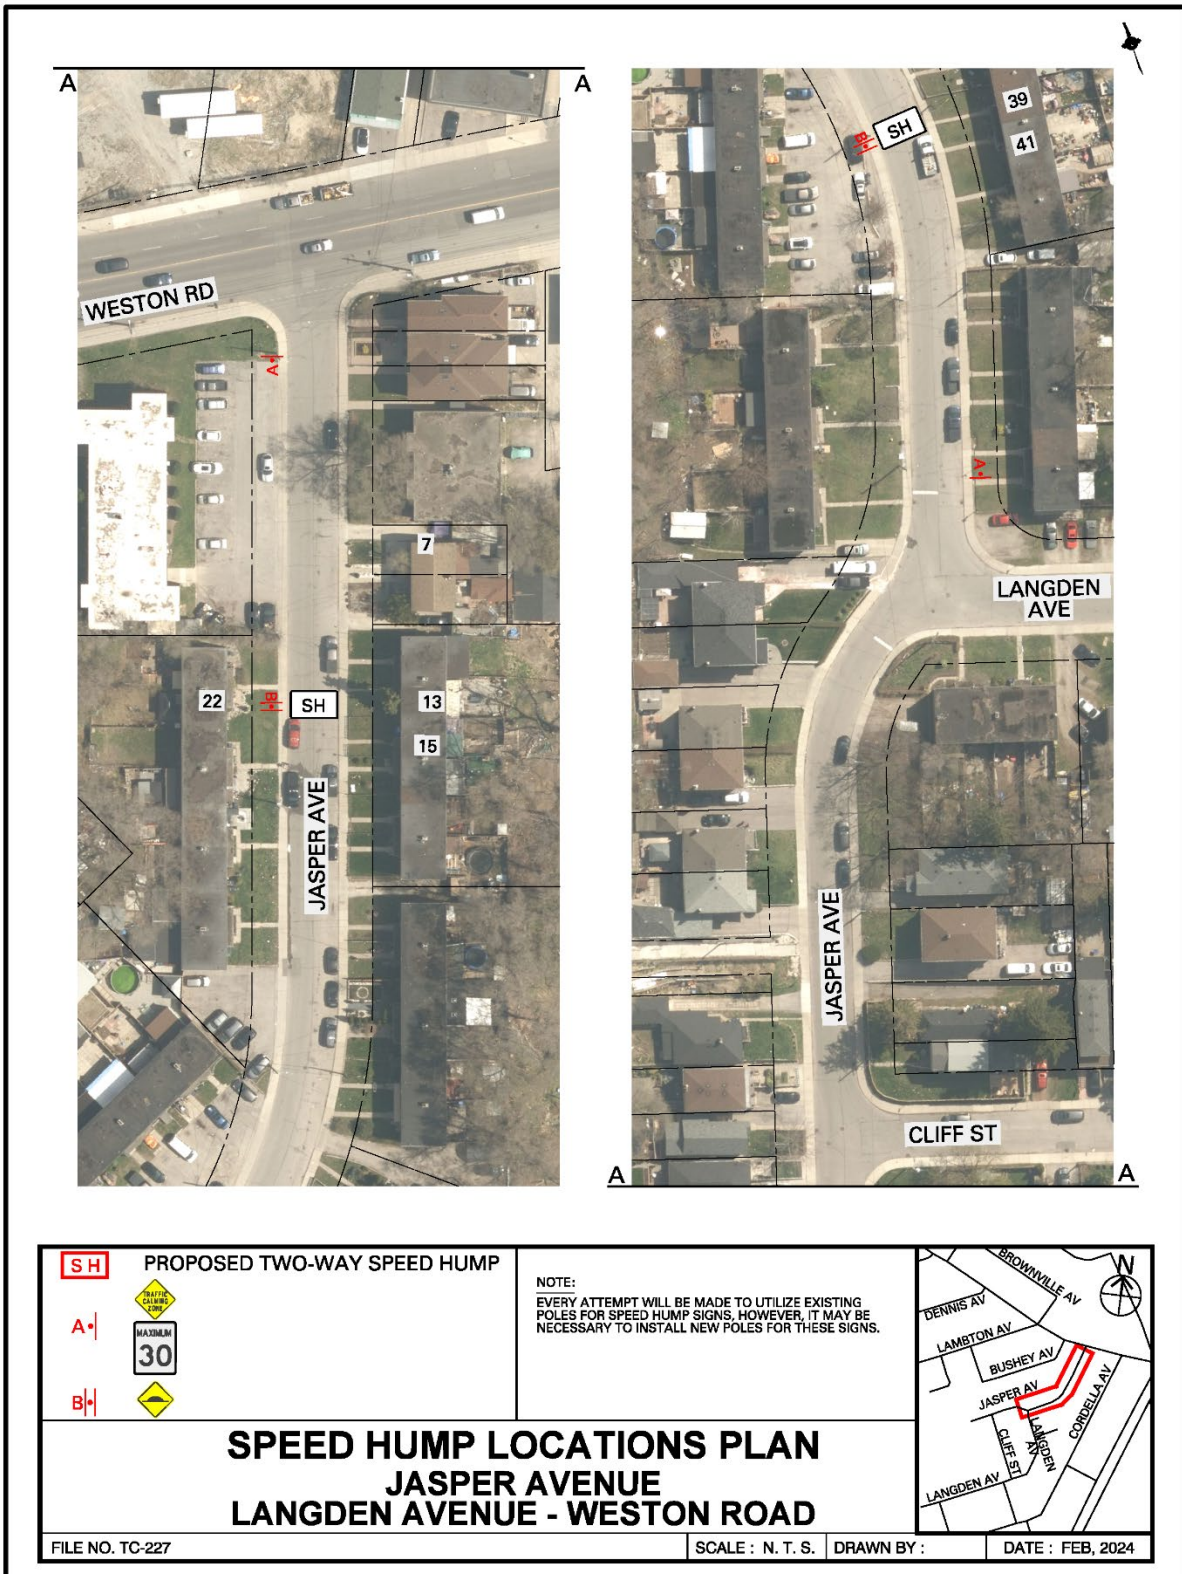 A
A
WESTON RD
A
7
22
B
SH
13
15
JASPER AVE
39
SH
B
41
A
LANGDEN
AVE
JASPER AVE
CLIFF ST
A
A
SH
PROPOSED TWO-WAY SPEED HUMP
TRAFFIC
CALMING
ZONE
A
MAXIMUM
30
B
NOTE:
EVERY ATTEMPT WILL BE MADE TO UTILIZE EXISTING
POLES FOR SPEED HUMP SIGNS, HOWEVER, IT MAY BE
NECESSARY TO INSTALL NEW POLES FOR THESE SIGNS.
N
BROWNVILLE AV
DENNIS AV
LAMBTON AV
BUSHEY AV
JASPER AV
CORDELLA AV
CLIFF ST
LANGDEN
AV
LANGDEN AV
SPEED HUMP LOCATIONS PLAN
JASPER AVENUE
LANGDEN AVENUE - WESTON ROAD
FILE NO. TC-227
SCALE : N. T. S.
DRAWN BY :
DATE : FEB, 2024